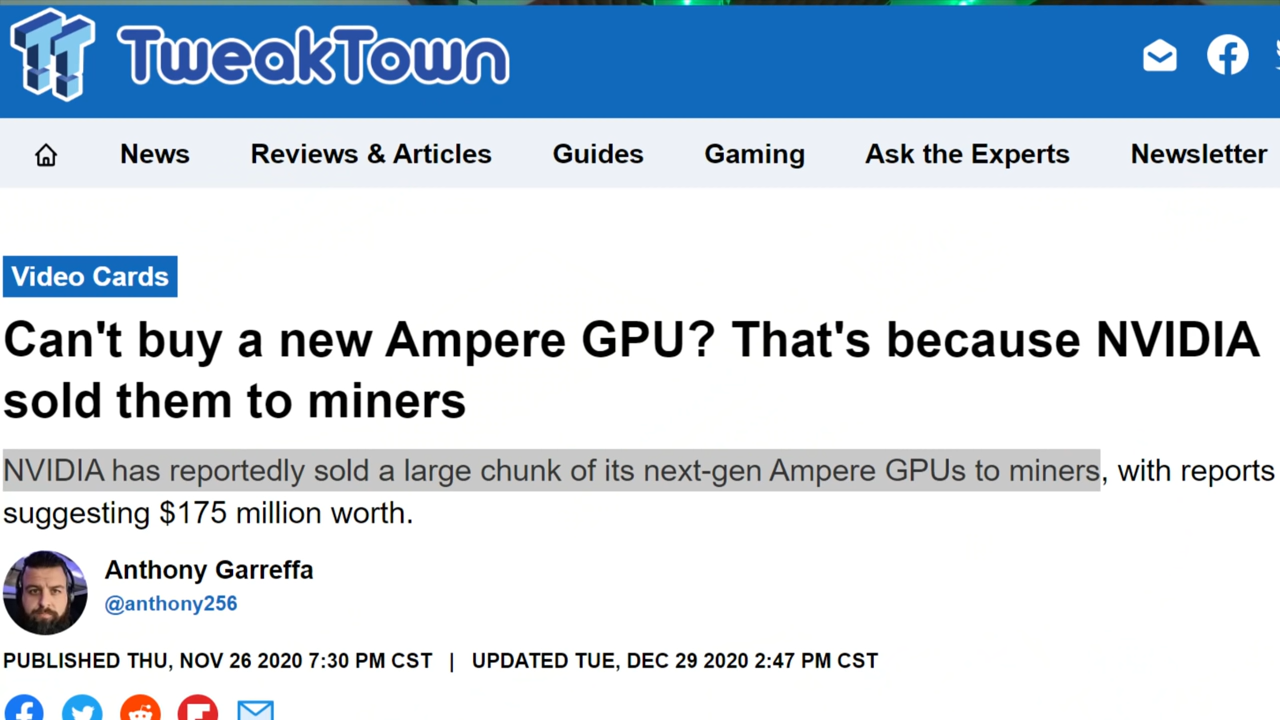 TweakTown
News
Reviews & Articles
Guides
Gaming
Ask the Experts
Newsletter
Video Cards
Can't buy a new Ampere GPU? That's because NVIDIA
sold them to miners
NVIDIA has reportedly sold a large chunk of its next-gen Ampere GPUs to miners, with reports
suggesting $175 million worth.
Anthony Garreffa
@anthony256
PUBLISHED THU, NOV 26 2020 7:30 PM CST | UPDATED TUE, DEC 29 2020 2:47 PM CST